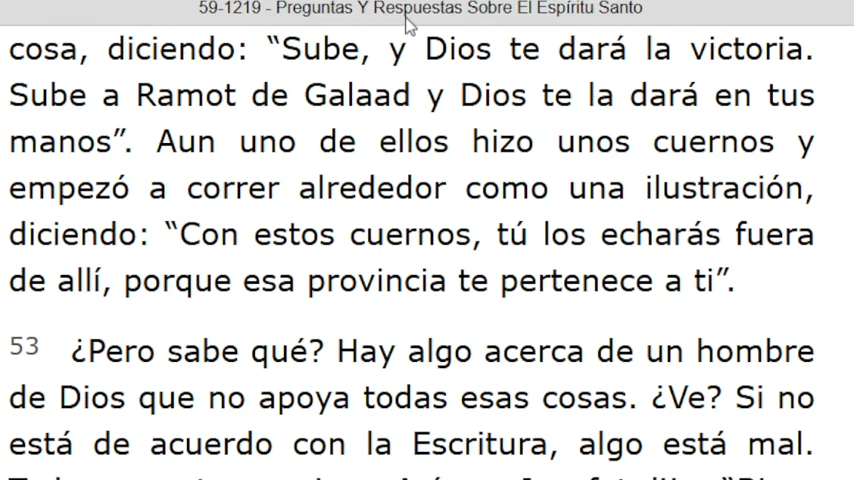 59-1219 - Preguntas Y Respuestas Sobre El Espíritu Santo
cosa, diciendo: “Sube, y Dios te dará la victoria.
Sube a Ramot de Galaad y Dios te la dará en tus
manos”. Aun uno de ellos hizo unos cuernos y
empezó a correr alrededor como una ilustración,
diciendo: “Con estos cuernos, tú los echarás fuera
de allí, porque esa provincia te pertenece a ti”.
53 ¿Pero sabe qué? Hay algo acerca de un hombre
de Dios que no apoya todas esas cosas. ¿Ve? Si no
está de acuerdo con la Escritura, algo está mal.